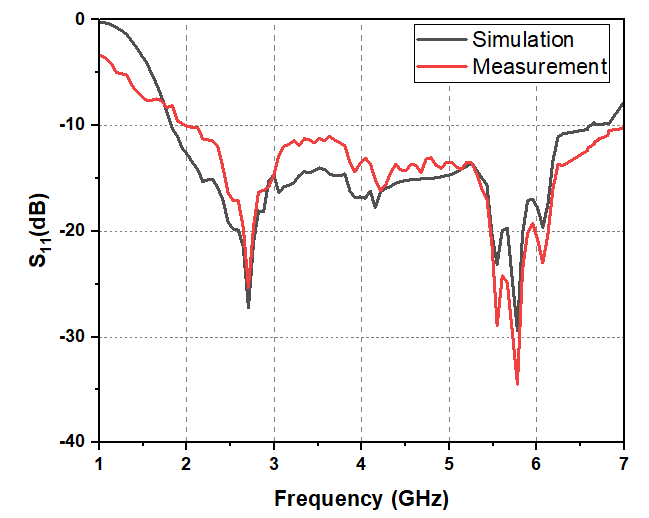 0
Simulation
Measurement
-10
-20
-30
-40
S11(dB)
1 2 3 4 5 6 7
Frequency (GHz)